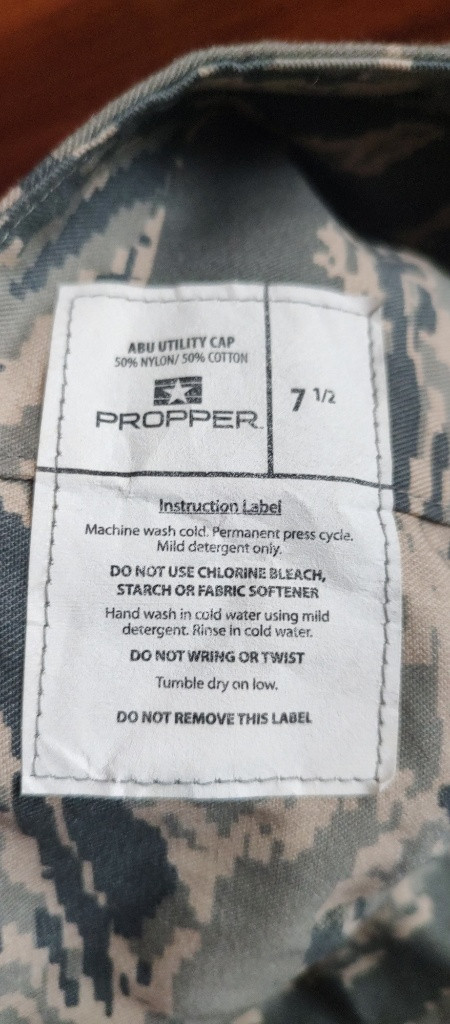 ABU UTILITY CAP
50% NYLON/ 50% COTTON
PROPPER
7 1/2
Instruction Label
Machine wash cold. Permanent press cycle.
Mild detergent only.
DO NOT USE CHLORINE BLEACH,
STARCH OR FABRIC SOFTENER
Hand wash in cold water using mild
detergent. Rinse in cold water.
DO NOT WRING OR TWIST
Tumble dry on low.
DO NOT REMOVE THIS LABEL